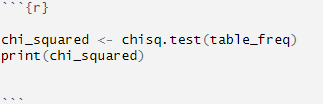 ```{r}
chi_squared <- chisq.test(table_freq)
print(chi_squared)
```